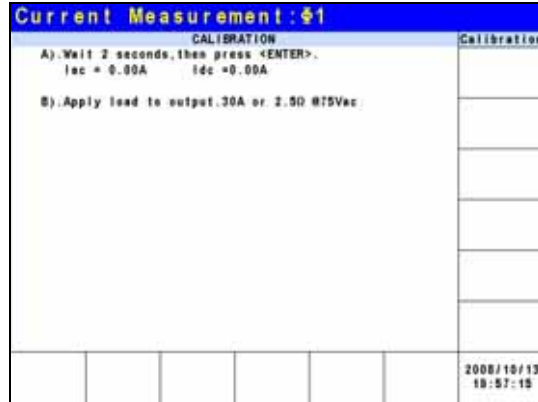 Current Measurement:Φ1
CALIBRATION
Calibration
A).Wait 2 seconds,then press <ENTER>.
Iac = 0.00A Idc =0.00A
B).Apply load to output.30A or 2.5Ω @75Vac
2008/10/13
19:57:15